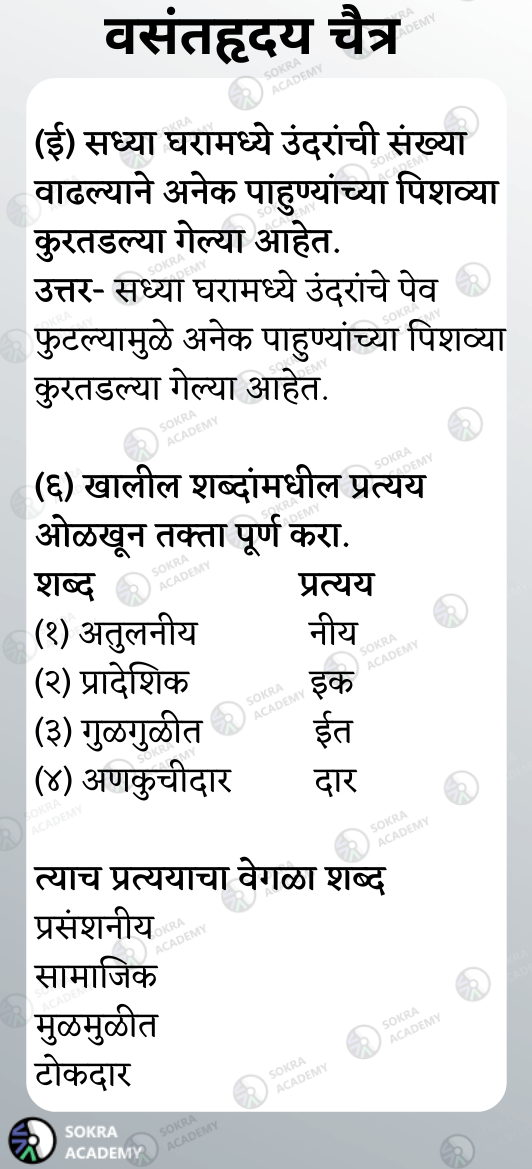 वसंतहृदय चैत्र
(ई) सध्या घरामध्ये उंदरांची संख्या
वाढल्याने अनेक पाहुण्यांच्या पिशव्या
कुरतडल्या गेल्या आहेत.
उत्तर- सध्या घरामध्ये उंदरांचे पेव
फुटल्यामुळे अनेक पाहुण्यांच्या पिशव्या
कुरतडल्या गेल्या आहेत.
(६) खालील शब्दांमधील प्रत्यय
ओळखून तक्ता पूर्ण करा.
शब्द प्रत्यय
(१) अतुलनीय नीय
(२) प्रादेशिक इक
(३) गुळगुळीत ईत
(४) अणकुचीदार दार
त्याच प्रत्ययाचा वेगळा शब्द
प्रसंशनीय
सामाजिक
मुळमुळीत
टोकदार
SOKRA
ACADEMY